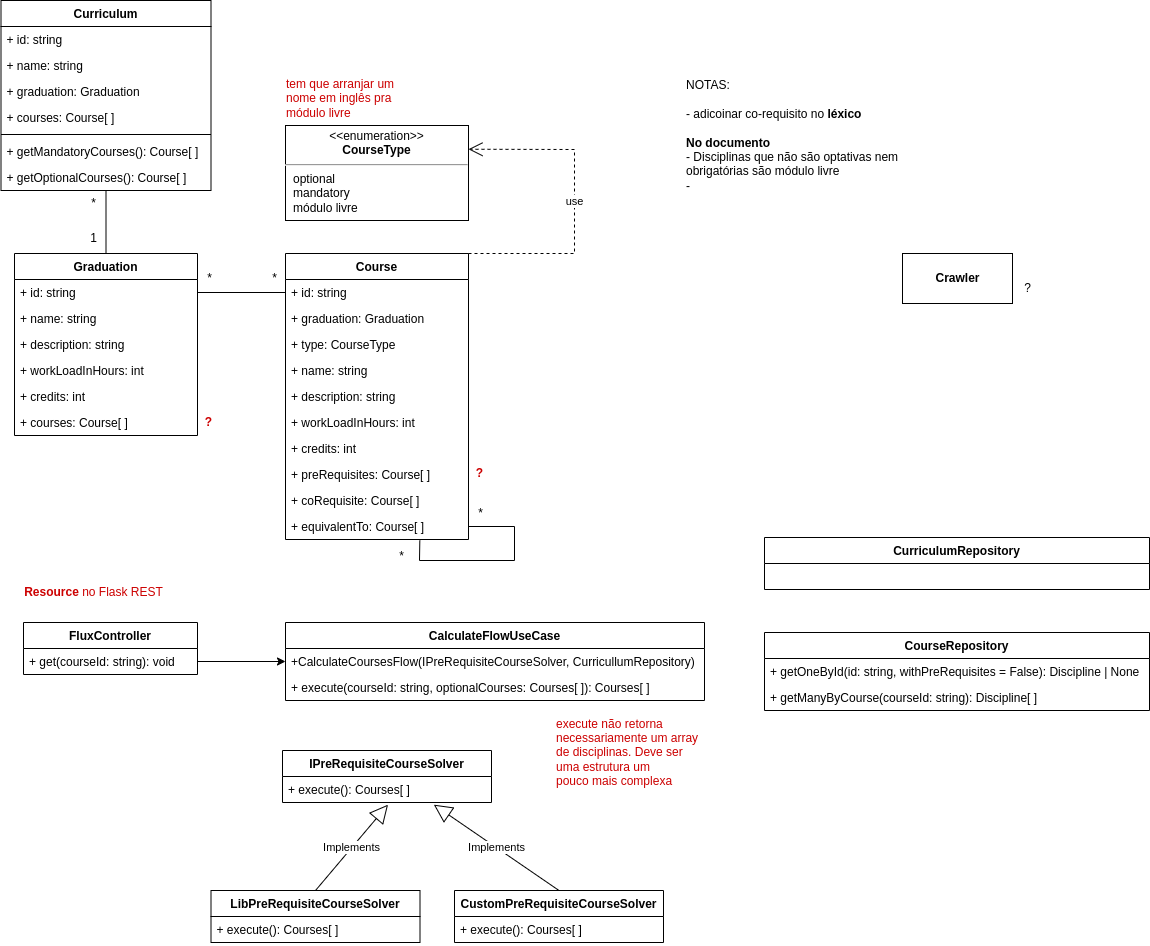 Curriculum
+ id: string
+ name: string
+ graduation: Graduation
+ courses: Course[ ]
+ getMandatoryCourses(): Course[ ]
+ getOptionalCourses(): Course[ ]
*
1
tem que arranjar um
nome em inglês pra
módulo livre
<<enumeration>>
CourseType
optional
mandatory
módulo livre
use
NOTAS:
- adicoinar co-requisito no léxico
No documento
- Disciplinas que não são optativas nem
obrigatórias são módulo livre
-
Graduation
+ id: string
+ name: string
+ description: string
+ workLoadInHours: int
+ credits: int
+ courses: Course[ ]
?
*
*
Course
+ id: string
+ graduation: Graduation
+ type: CourseType
+ name: string
+ description: string
+ workLoadInHours: int
+ credits: int
+ preRequisites: Course[ ]
+ coRequisite: Course[ ]
+ equivalentTo: Course[ ]
?
*
*
Crawler
?
CurriculumRepository
Resource no Flask REST
FluxController
+ get(courseId: string): void
CalculateFlowUseCase
+CalculateCoursesFlow(IPreRequisiteCourseSolver, CurricullumRepository)
+ execute(courseId: string, optionalCourses: Courses[ ]): Courses[ ]
CourseRepository
+ getOneById(id: string, withPreRequisites = False): Discipline | None
+ getManyByCourse(courseId: string): Discipline[ ]
execute não retorna
necessariamente um array
de disciplinas. Deve ser
uma estrutura um
pouco mais complexa
IPreRequisiteCourseSolver
+ execute(): Courses[ ]
Implements
Implements
LibPreRequisiteCourseSolver
+ execute(): Courses[ ]
CustomPreRequisiteCourseSolver
+ execute(): Courses[ ]